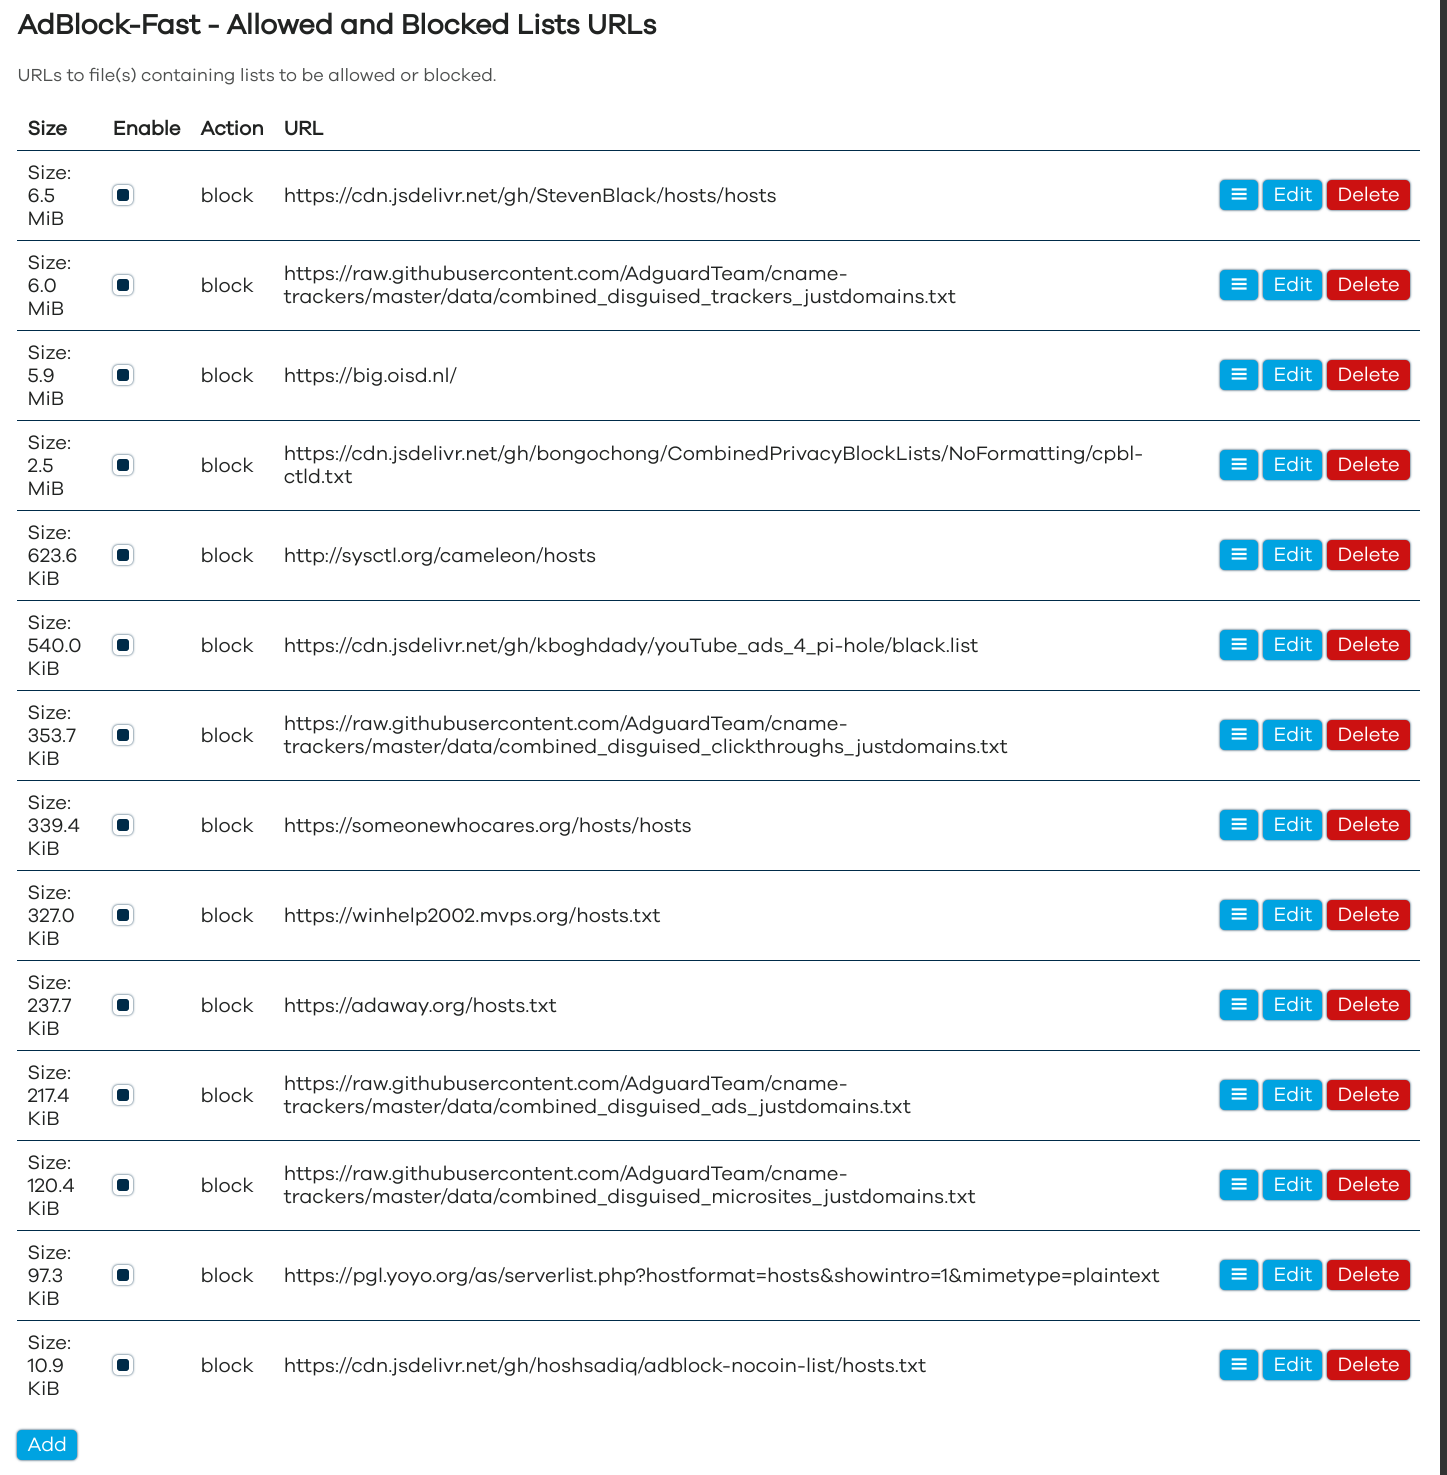 AdBlock-Fast - Allowed and Blocked Lists URLs
URLs to file(s) containing lists to be allowed or blocked.
Size Enable Action URL
Size:
6.5
MiB
block
https://cdn.jsdelivr.net/gh/StevenBlack/hosts/hosts
Edit Delete
Size:
6.0
MiB
block
https://raw.githubusercontent.com/AdguardTeam/cname-
trackers/master/data/combined_disguised_trackers_justdomains.txt
Edit Delete
Size:
5.9
MiB
block
https://big.oisd.nl/
Edit Delete
Size:
2.5
MiB
block
https://cdn.jsdelivr.net/gh/bongochong/CombinedPrivacyBlockLists/NoFormatting/cpbl-
ctld.txt
Edit Delete
Size:
623.6
KiB
block
http://sysctl.org/cameleon/hosts
Edit Delete
Size:
540.0
KiB
block
https://cdn.jsdelivr.net/gh/kboghdady/youTube_ads_4_pi-hole/black.list
Edit Delete
Size:
353.7
KiB
block
https://raw.githubusercontent.com/AdguardTeam/cname-
trackers/master/data/combined_disguised_clickthroughs_justdomains.txt
Edit Delete
Size:
339.4
KiB
block
https://someonewhocares.org/hosts/hosts
Edit Delete
Size:
327.0
KiB
block
https://winhelp2002.mvps.org/hosts.txt
Edit Delete
Size:
237.7
KiB
block
https://adaway.org/hosts.txt
Edit Delete
Size:
217.4
KiB
block
https://raw.githubusercontent.com/AdguardTeam/cname-
trackers/master/data/combined_disguised_ads_justdomains.txt
Edit Delete
Size:
120.4
KiB
block
https://raw.githubusercontent.com/AdguardTeam/cname-
trackers/master/data/combined_disguised_microsites_justdomains.txt
Edit Delete
Size:
97.3
KiB
block
https://pgl.yoyo.org/as/serverlist.php?hostformat=hosts&showintro=1&mimetype=plaintext
Edit Delete
Size:
10.9
KiB
block
https://cdn.jsdelivr.net/gh/hoshsadiq/adblock-nocoin-list/hosts.txt
Edit Delete
Add